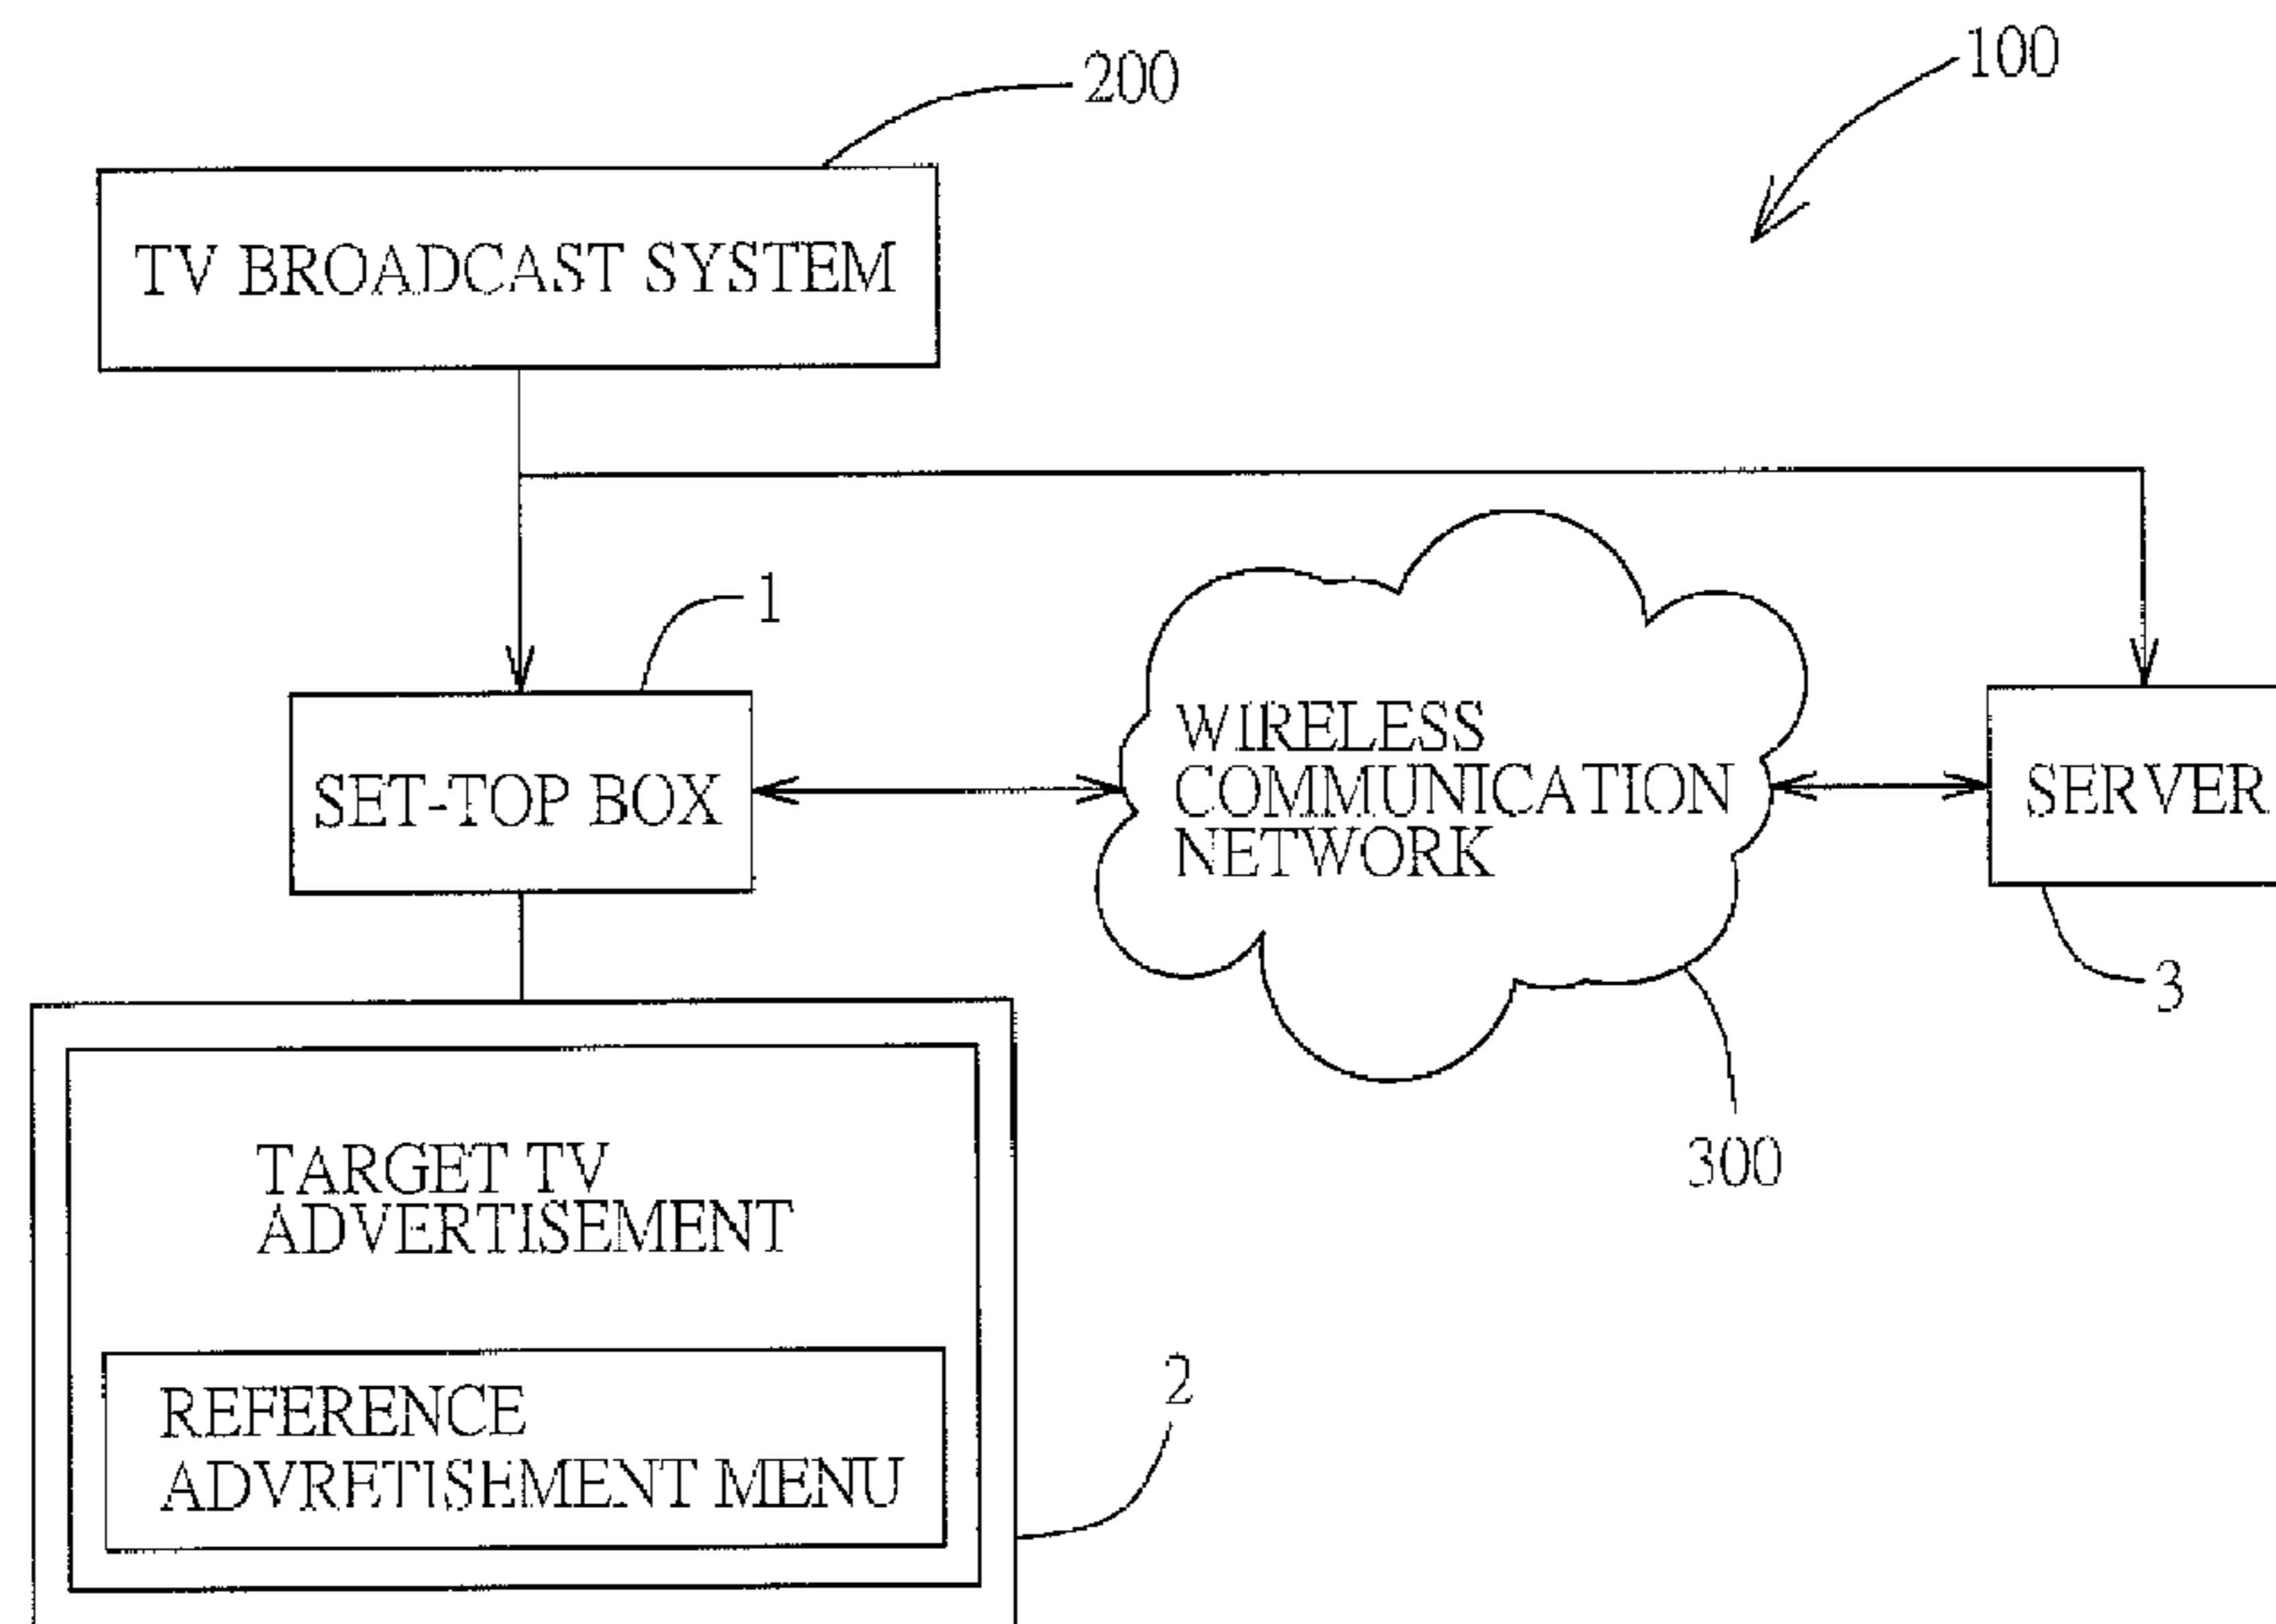 100
200
TV BROADCAST SYSTEM
1
SET-TOP BOX
WIRELESS
COMMUNICATION
NETWORK
SERVER
3
300
TARGET TV
ADVERTISEMENT
2
REFERENCE
ADVRETISEMENT MENU